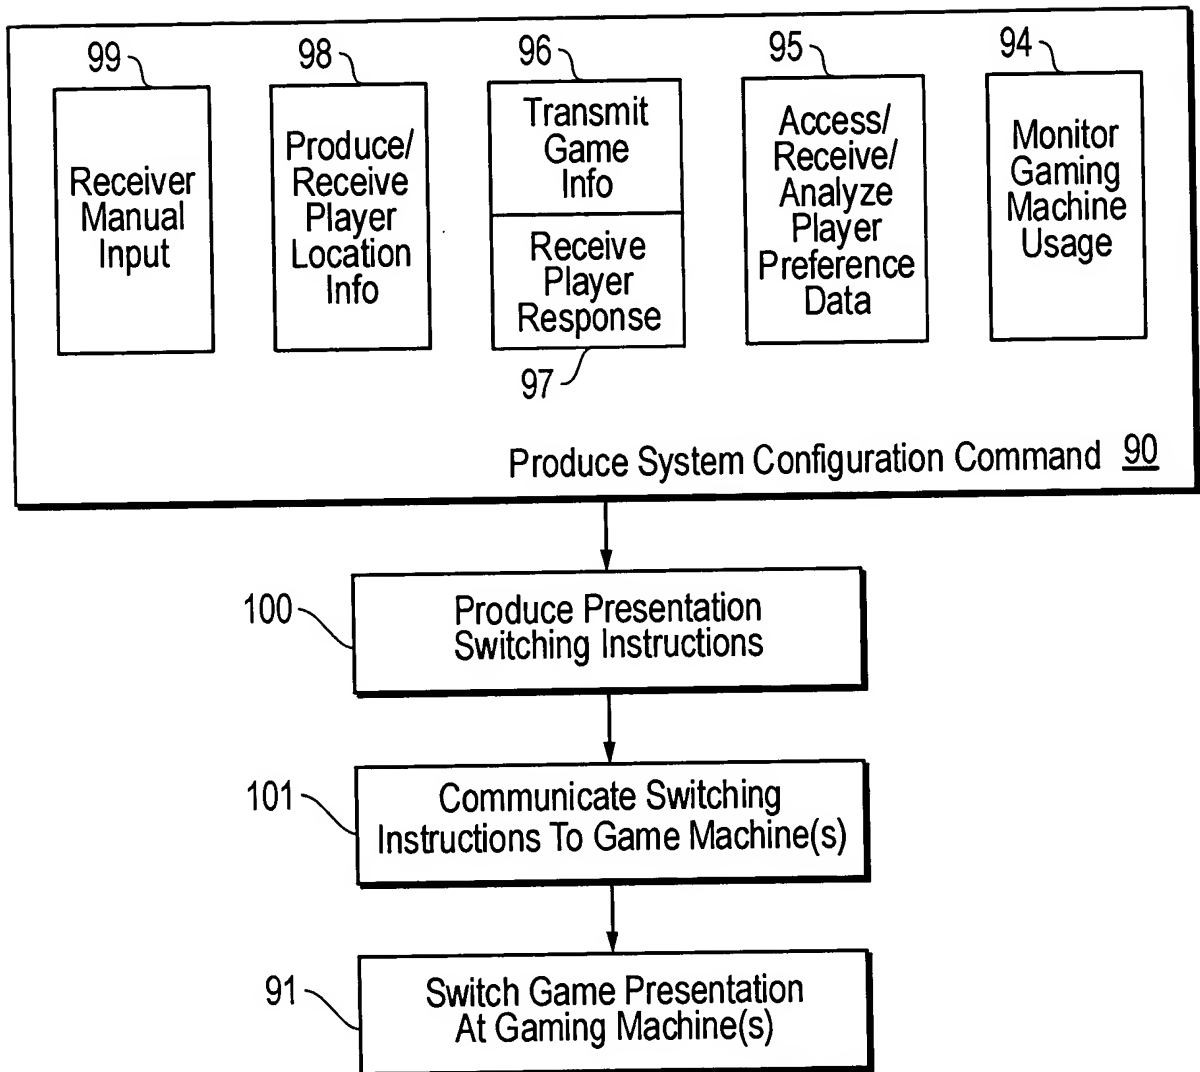 99
98
96
95
94
Receiver
Manual
Input
Produce/
Receive
Player
Location
Info
Transmit
Game
Info
Receive
Player
Response
97
Access/
Receive/
Analyze
Player
Preference
Data
Monitor
Gaming
Machine
Usage
Produce System Configuration Command 90
100
Produce Presentation
Switching Instructions
101
Communicate Switching
Instructions To Game Machine(s)
91
Switch Game Presentation
At Gaming Machine(s)